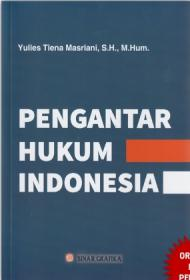 Yulies Tiena Masriani, S.H., M.Hum.
PENGANTAR
HUKUM
INDONESIA
SINAR GRAFIKA